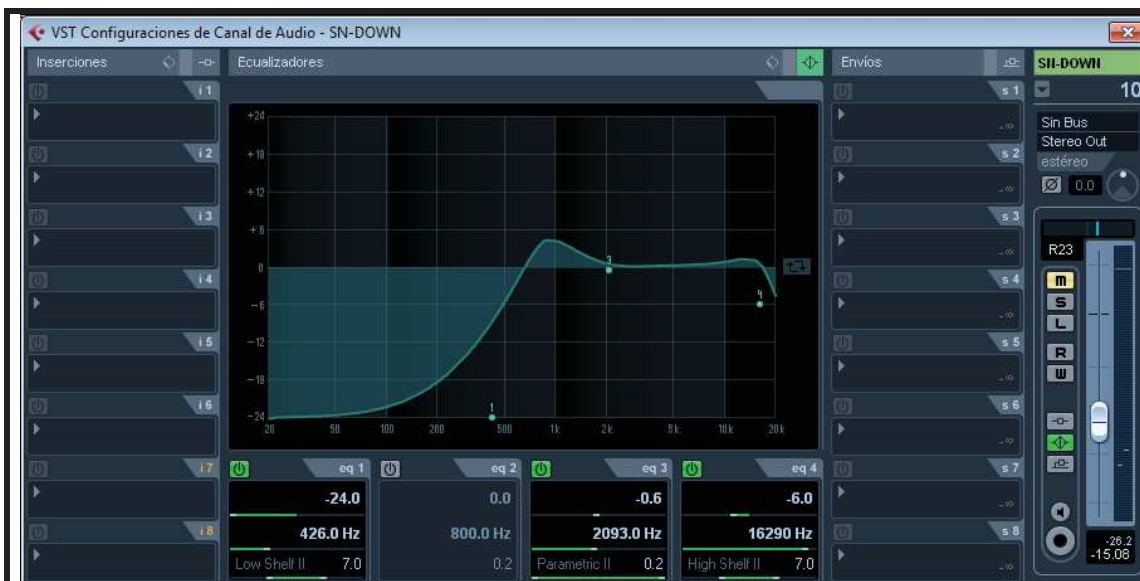 VST Configuraciones de Canal de Audio - SN-DOWN
Inserciones
i 1
i 2
i 3
i 4
i 5
i 6
i 7
i 8
Ecualizadores
+24
+18
+12
+6
0
-6
-12
-18
-24
20 50 100 200 500 1k 2k 5k 10k 20k
1
3
4
eq 1
-24.0
426.0 Hz
Low Shelf II 7.0
eq 2
0.0
800.0 Hz
0.2
eq 3
-0.6
2093.0 Hz
Parametric II 0.2
eq 4
-6.0
16290 Hz
High Shelf II 7.0
Envíos
s 1
-∞
s 2
-∞
s 3
-∞
s 4
-∞
s 5
-∞
s 6
-∞
s 7
-∞
s 8
SN-DOWN
10
Sin Bus
Stereo Out
estéreo
0.0
R23
m
S
L
R
W
-26.2
-15.08